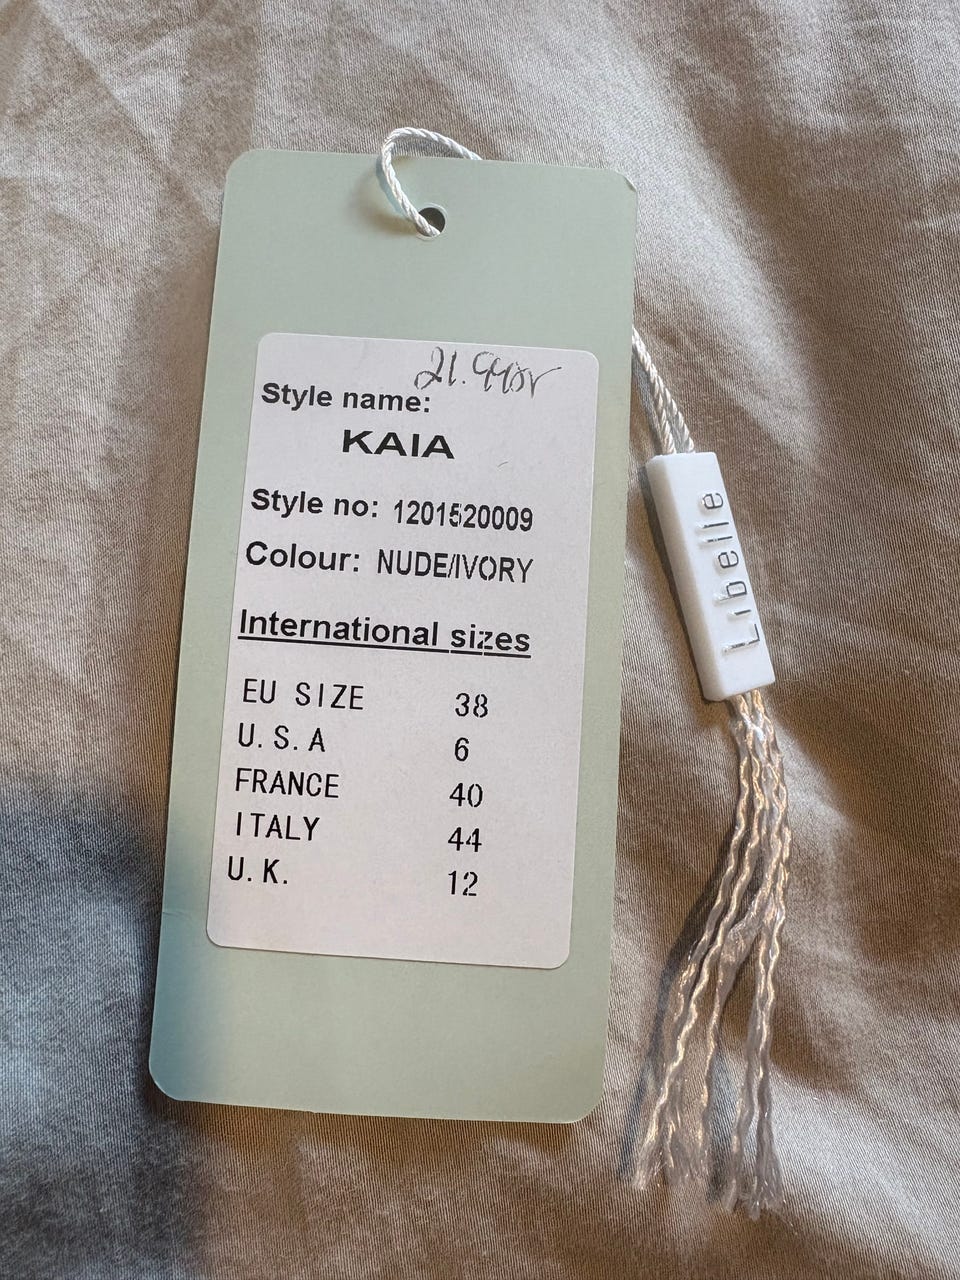 21.990kr
Style name:
KAIA
Style no: 1201520009
Colour: NUDE/IVORY
International sizes
EU SIZE 38
U.S.A 6
FRANCE 40
ITALY 44
U.K. 12
Libelle